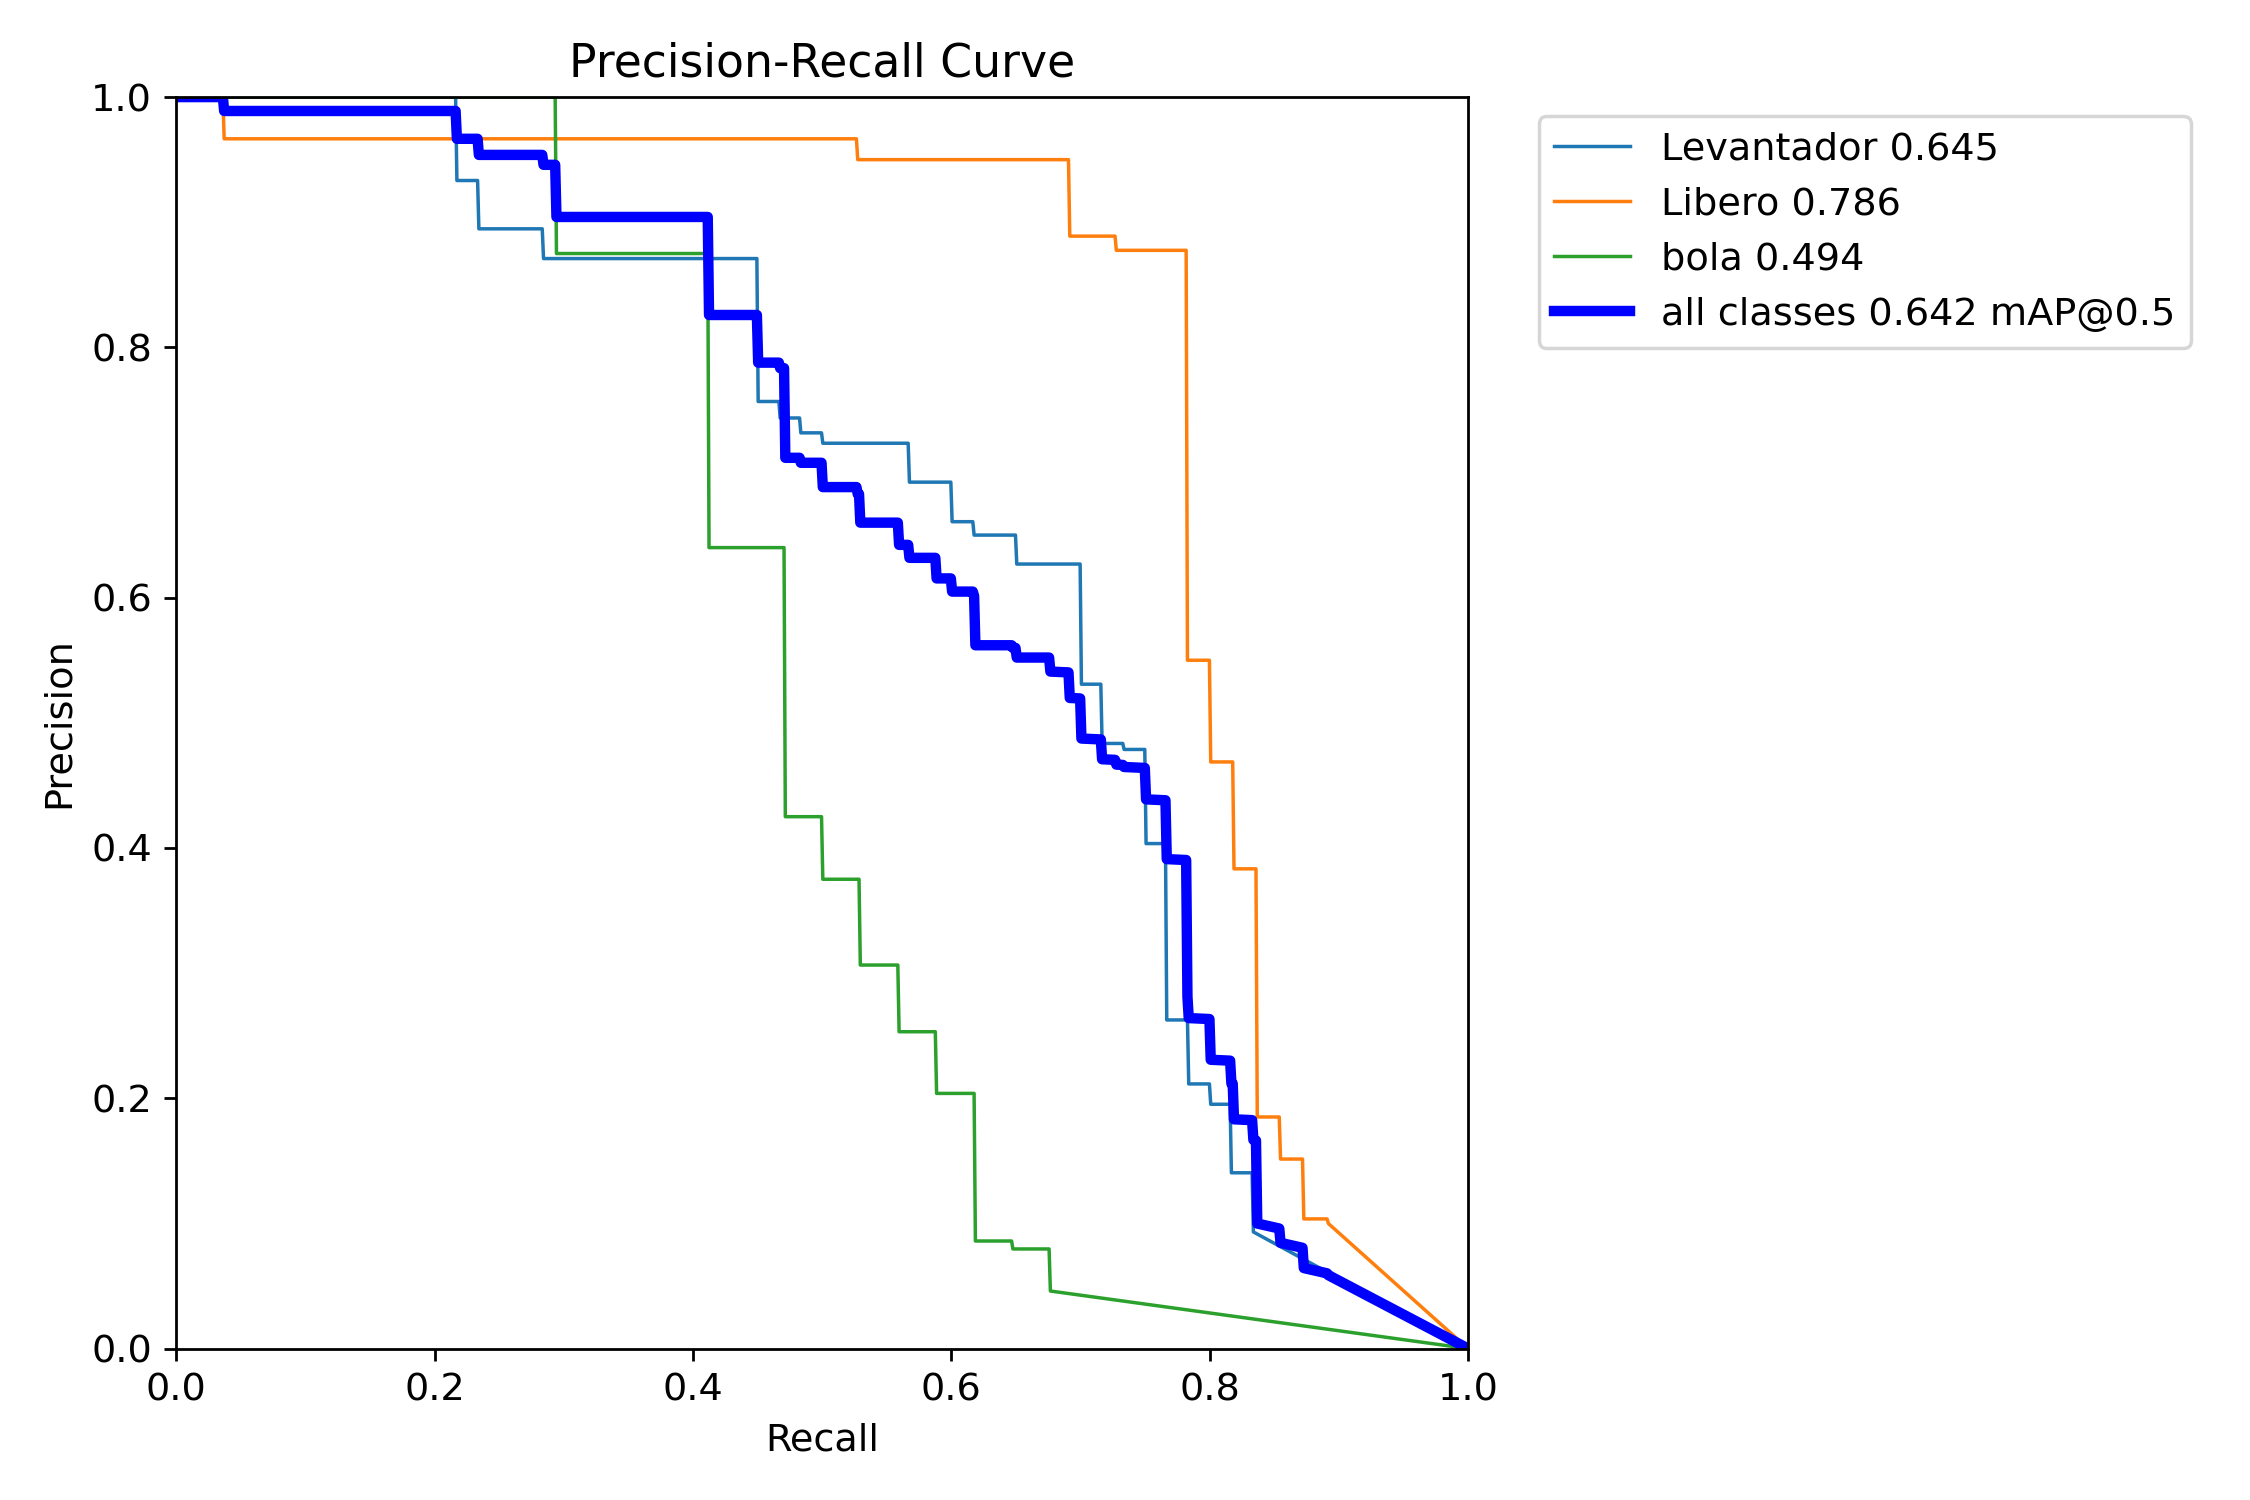 Precision-Recall Curve
1.0
0.8
0.6
0.4
0.2
0.0
Precision
0.0 0.2 0.4 0.6 0.8 1.0
Recall
Levantador 0.645
Libero 0.786
bola 0.494
all classes 0.642 mAP@0.5